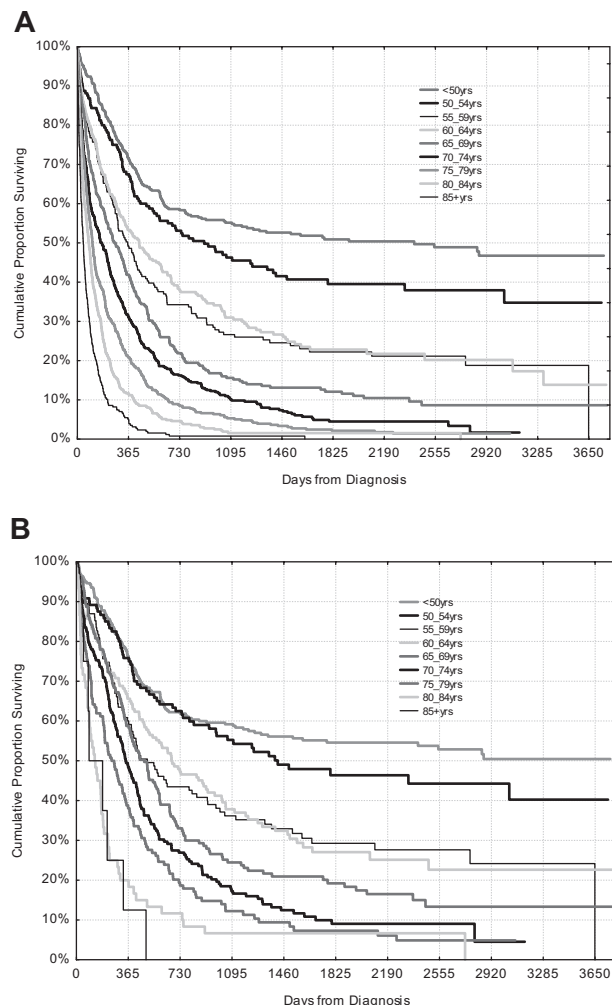 A
100%
90%
80%
70%
60%
50%
40%
30%
20%
10%
0%
Cumulative Proportion Surviving
<50yrs
50_54yrs
55_59yrs
60_64yrs
65_69yrs
70_74yrs
75_79yrs
80_84yrs
85+yrs
0 365 730 1095 1460 1825 2190 2555 2920 3285 3650
Days from Diagnosis
B
100%
90%
80%
70%
60%
50%
40%
30%
20%
10%
0%
Cumulative Proportion Surviving
<50yrs
50_54yrs
55_59yrs
60_64yrs
65_69yrs
70_74yrs
75_79yrs
80_84yrs
85+yrs
0 365 730 1095 1460 1825 2190 2555 2920 3285 3650
Days from Diagnosis